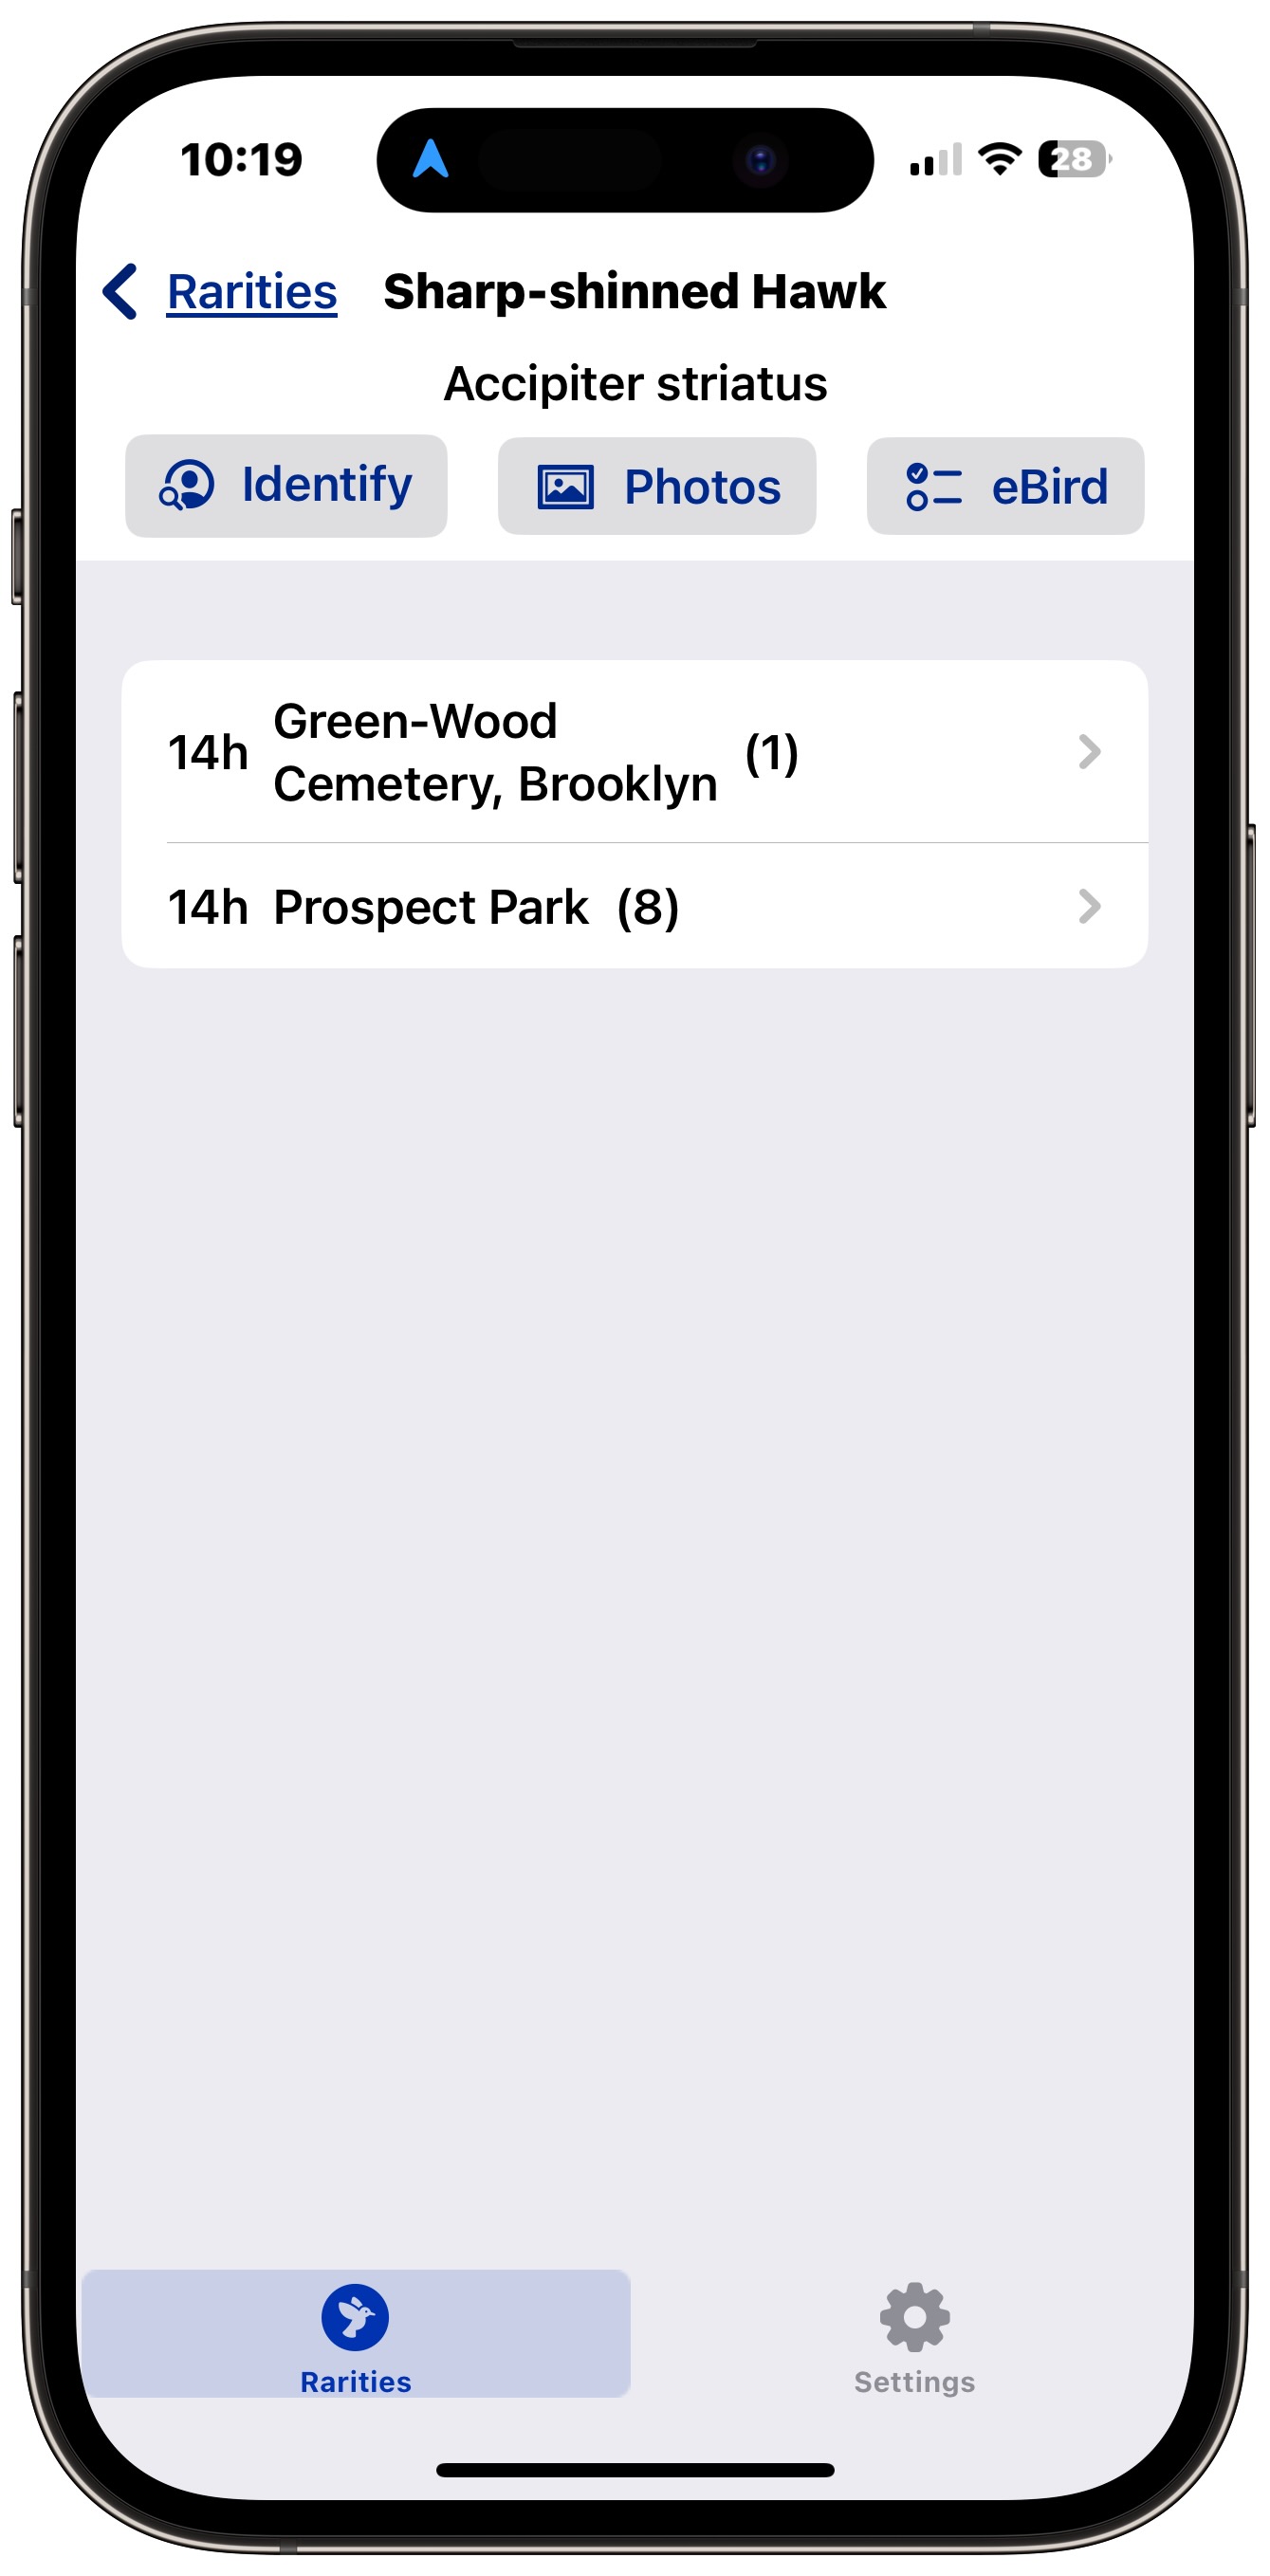 10:19 28
Rarities Sharp-shinned Hawk
Accipiter striatus
Identify Photos eBird
14h Green-Wood
Cemetery, Brooklyn (1)
14h Prospect Park (8)
Rarities Settings